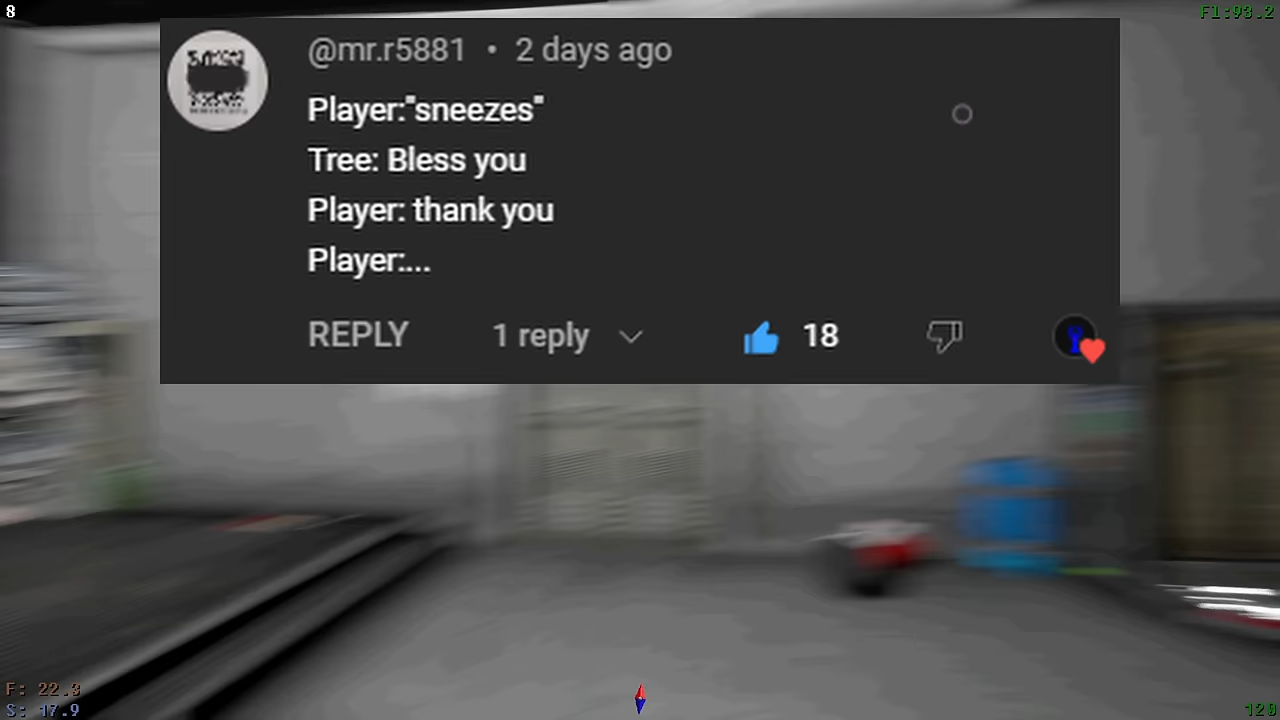 8
F1:93.2
@mr.r5881 • 2 days ago
Player:"sneezes"
Tree: Bless you
Player: thank you
Player:...
REPLY 1 reply 18
F: 22.3
S: 17.9
120